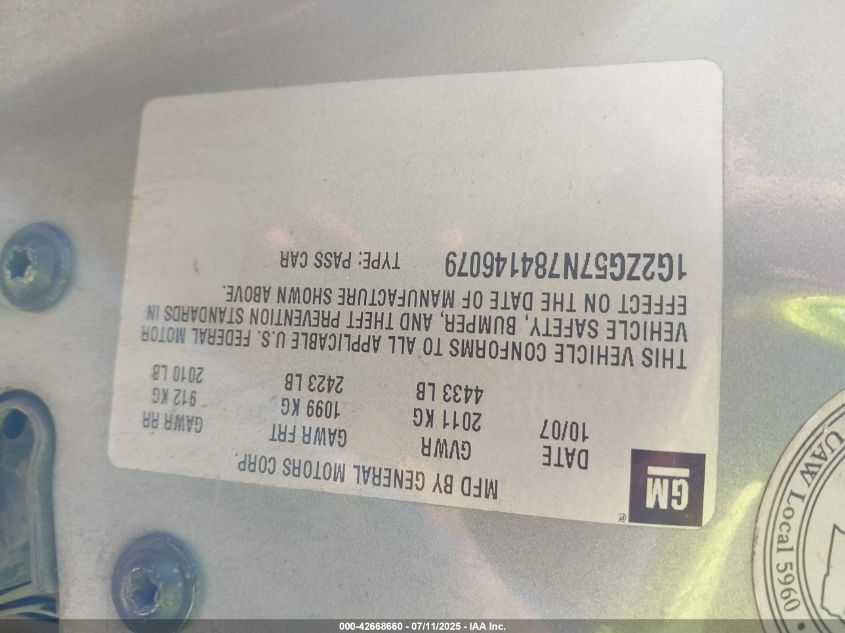 GM
®
MFD BY GENERAL MOTORS CORP.
DATE GVWR GAWR FRT GAWR RR
10/07 2011 KG 1099 KG 912 KG
4433 LB 2423 LB 2010 LB
THIS VEHICLE CONFORMS TO ALL APPLICABLE U.S. FEDERAL MOTOR
VEHICLE SAFETY, BUMPER, AND THEFT PREVENTION STANDARDS IN
EFFECT ON THE DATE OF MANUFACTURE SHOWN ABOVE.
1G2ZG57N784146079 TYPE: PASS CAR
UAW Local 5960 •
000-42668660 - 07/11/2025 - IAA Inc.